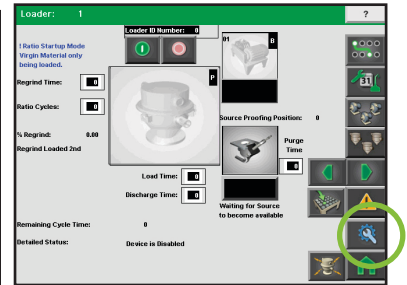 Loader: 1
?
Loader ID Number: 0
! Ratio Startup Mode
Virgin Material only
being loaded.
01
B
P
31
Regrind Time: 0
Ratio Cycles: 0
Source Proofing Position: 0
% Regrind: 0.00
Regrind Loaded 2nd
Purge
Time
0
Load Time: 0
Discharge Time: 0
Waiting for Source
to become available
Remaining Cycle Time: 0
Detailed Status: Device is Disabled